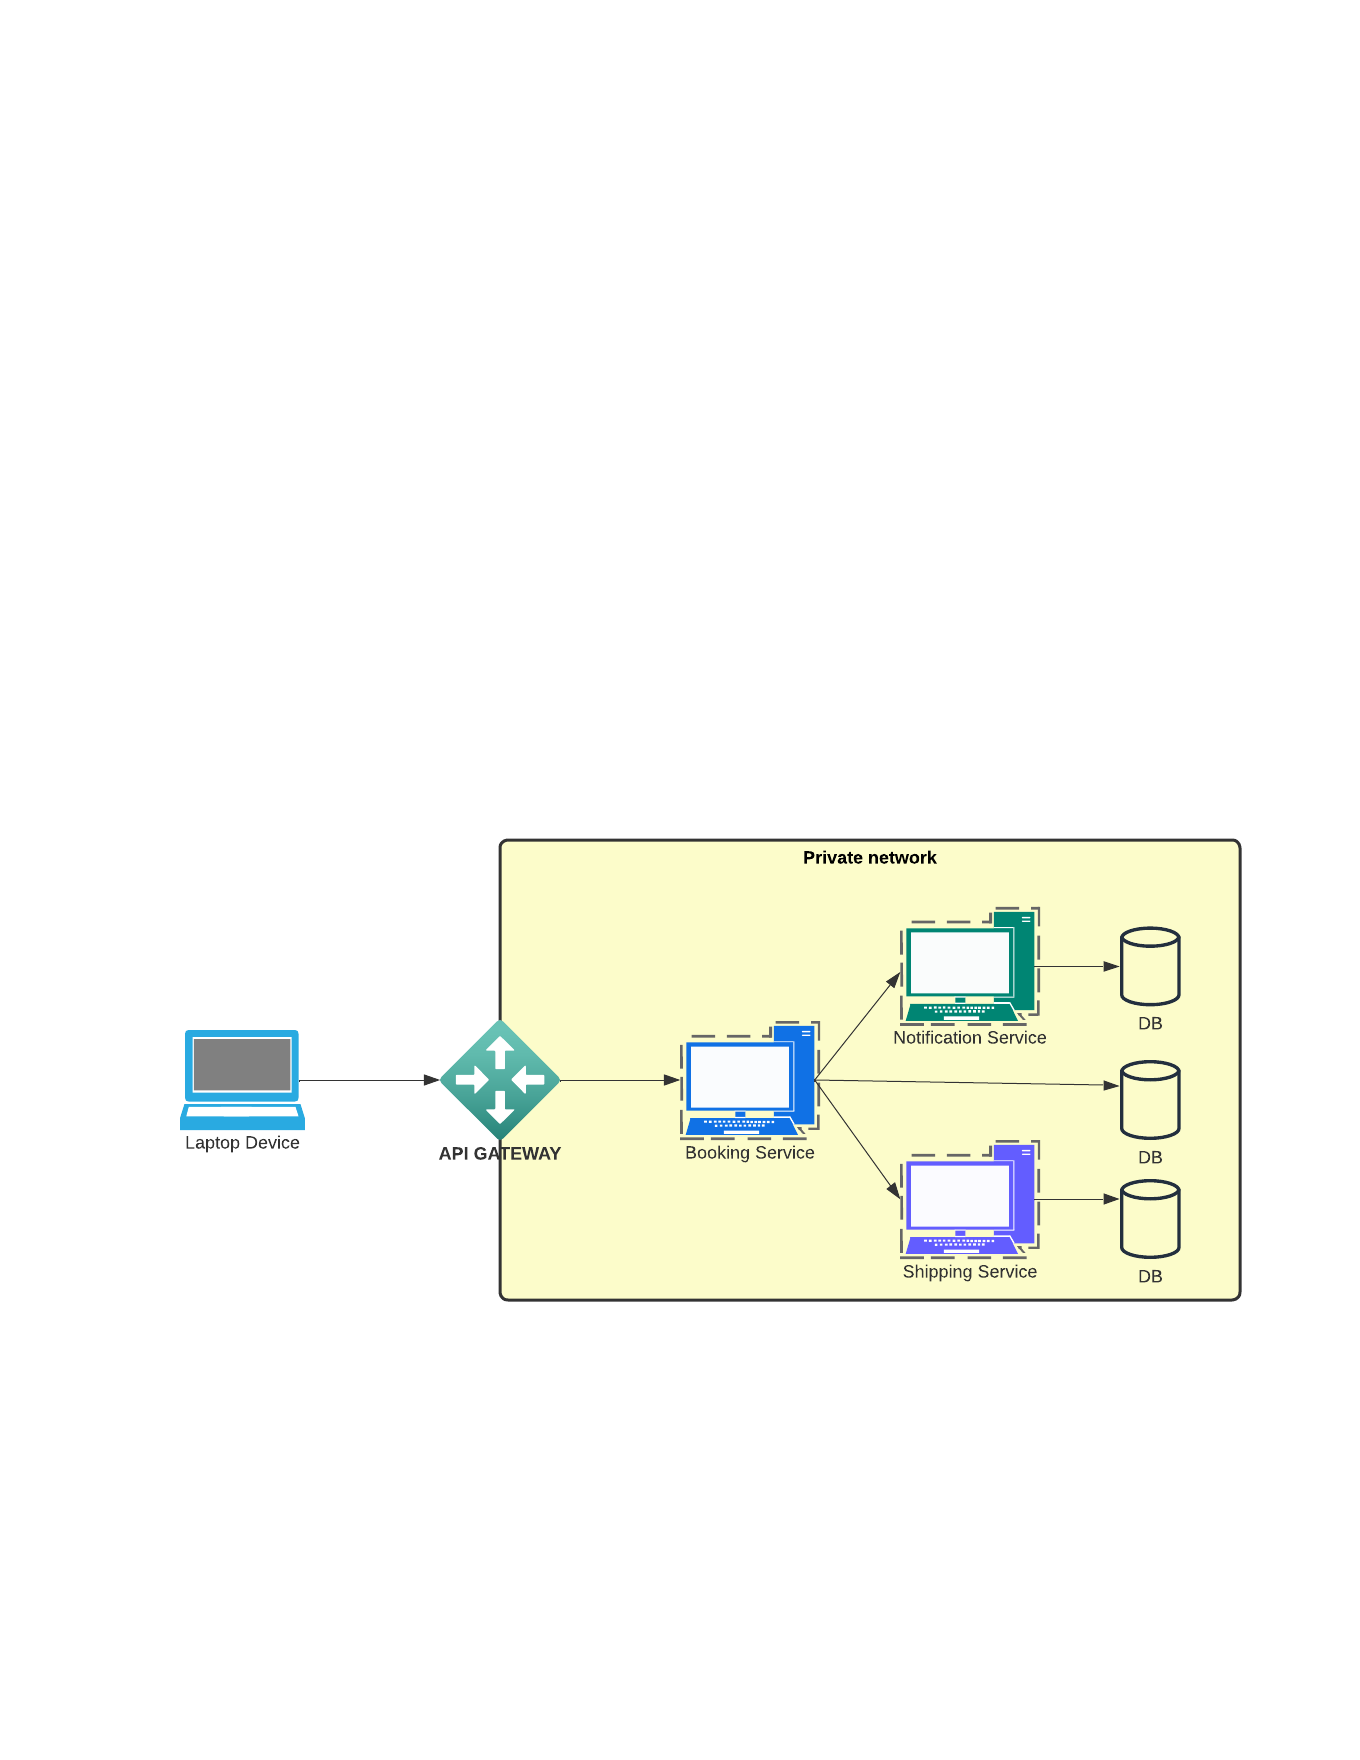 Private network
Notification Service
DB
Laptop Device
API GATEWAY
Booking Service
DB
Shipping Service
DB